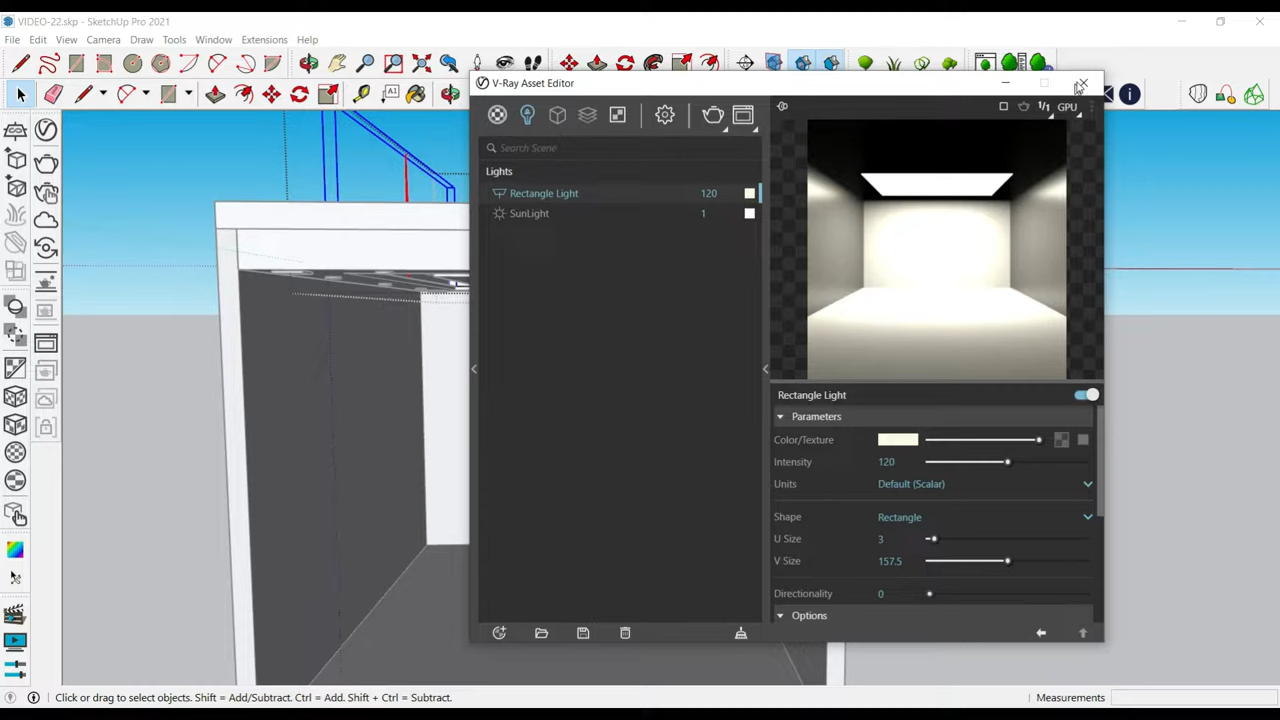 VIDEO-22.skp - SketchUp Pro 2021
File Edit View Camera Draw Tools Window Extensions Help
V-Ray Asset Editor
1/1 GPU
Search Scene
Lights
Rectangle Light 120
SunLight 1
Rectangle Light
Parameters
Color/Texture
Intensity 120
Units Default (Scalar)
Shape Rectangle
U Size 3
V Size 157.5
Directionality 0
Options
Click or drag to select objects. Shift = Add/Subtract. Ctrl = Add. Shift + Ctrl = Subtract.
Measurements